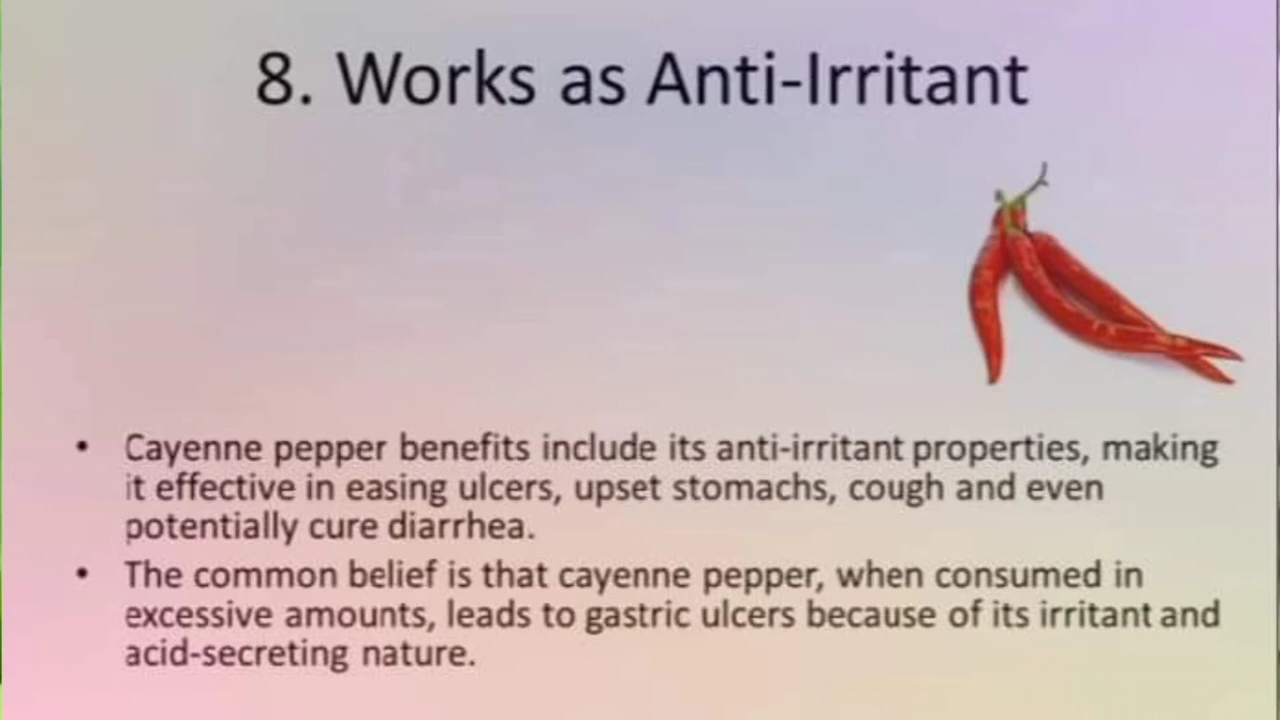 8. Works as Anti-Irritant
• Cayenne pepper benefits include its anti-irritant properties, making
it effective in easing ulcers, upset stomachs, cough and even
potentially cure diarrhea.
• The common belief is that cayenne pepper, when consumed in
excessive amounts, leads to gastric ulcers because of its irritant and
acid-secreting nature.